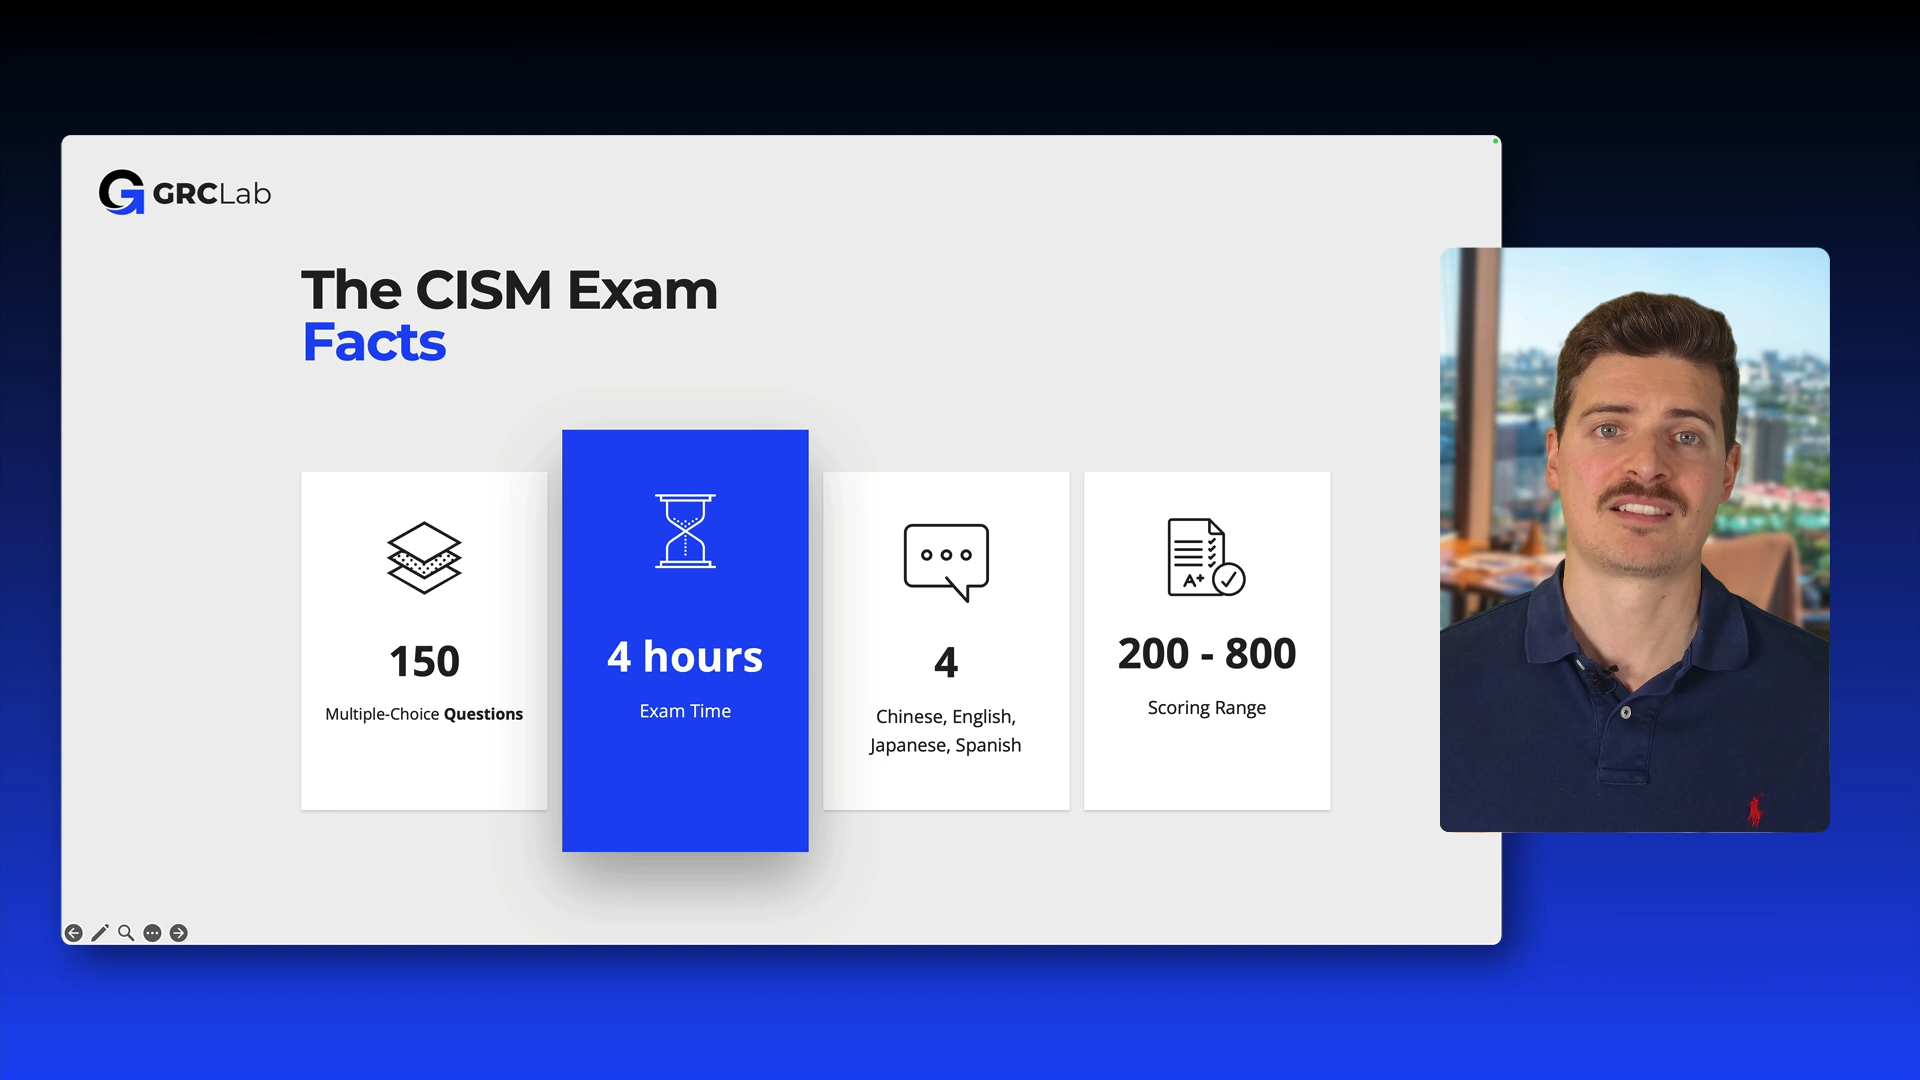 GRCLab
The CISM Exam
Facts
150
Multiple-Choice Questions
4 hours
Exam Time
4
Chinese, English,
Japanese, Spanish
A+
200 - 800
Scoring Range